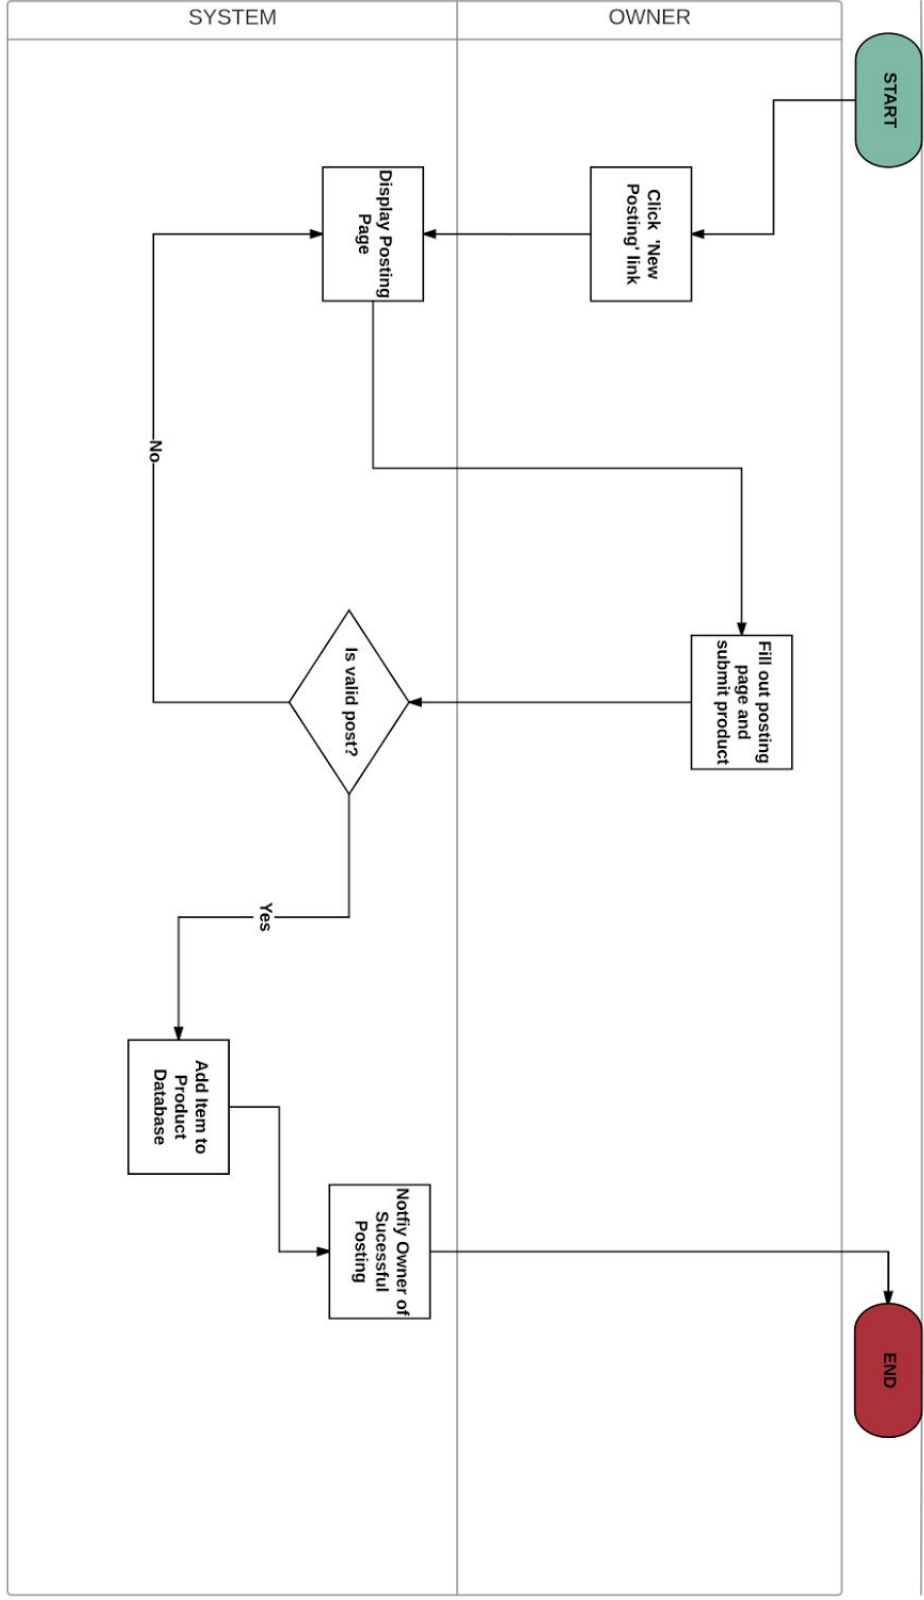 SYSTEM
OWNER
START
Click 'New
Posting' link
Display Posting
Page
Fill out posting
page and
submit product
Is valid post?
No
Yes
Add Item to
Product
Database
Notfiy Owner of
Sucessful
Posting
END